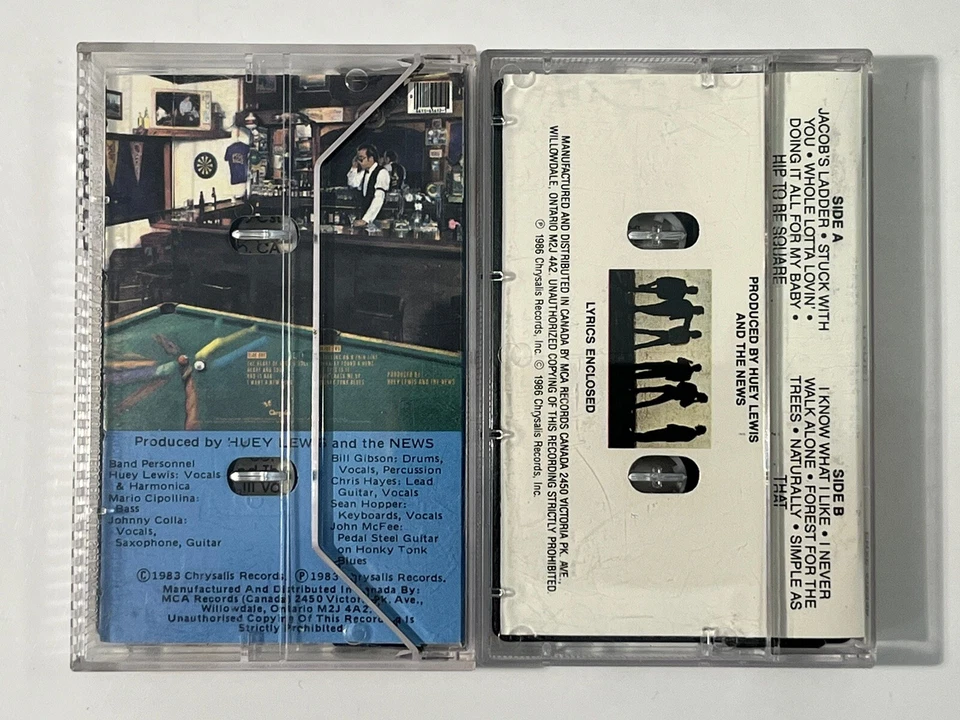 Produced by HUEY LEWIS and the NEWS
Band Personnel
Huey Lewis: Vocals
& Harmonica
Mario Cipollina:
Bass
Johnny Colla:
Vocals,
Saxophone, Guitar
Bill Gibson: Drums,
Vocals, Percussion
Chris Hayes: Lead
Guitar, Vocals
Sean Hopper:
Keyboards, Vocals
John McFee:
Pedal Steel Guitar
on Honky Tonk
Blues
Ⓒ1983 Chrysalis Records, Ⓟ1983 Chrysalis Records.
Manufactured And Distributed In Canada By:
MCA Records (Canada) 2450 Victoria Pk. Ave.,
Willowdale, Ontario M2J 4A2.
Unauthorised Copying Of This Recording Is
Strictly Prohibited.
SIDE A
JACOB'S LADDER • STUCK WITH
YOU • WHOLE LOTTA LOVIN' •
DOING IT ALL FOR MY BABY •
HIP TO BE SQUARE
SIDE B
I KNOW WHAT I LIKE • I NEVER
WALK ALONE • FOREST FOR THE
TREES • NATURALLY • SIMPLE AS
THAT
PRODUCED BY HUEY LEWIS
AND THE NEWS
LYRICS ENCLOSED
MANUFACTURED AND DISTRIBUTED IN CANADA BY MCA RECORDS CANADA 2450 VICTORIA PK. AVE.,
WILLOWDALE, ONTARIO M2J 4A2. UNAUTHORIZED COPYING OF THIS RECORDING STRICTLY PROHIBITED.
Ⓟ 1986 Chrysalis Records, Inc. Ⓒ 1986 Chrysalis Records, Inc.